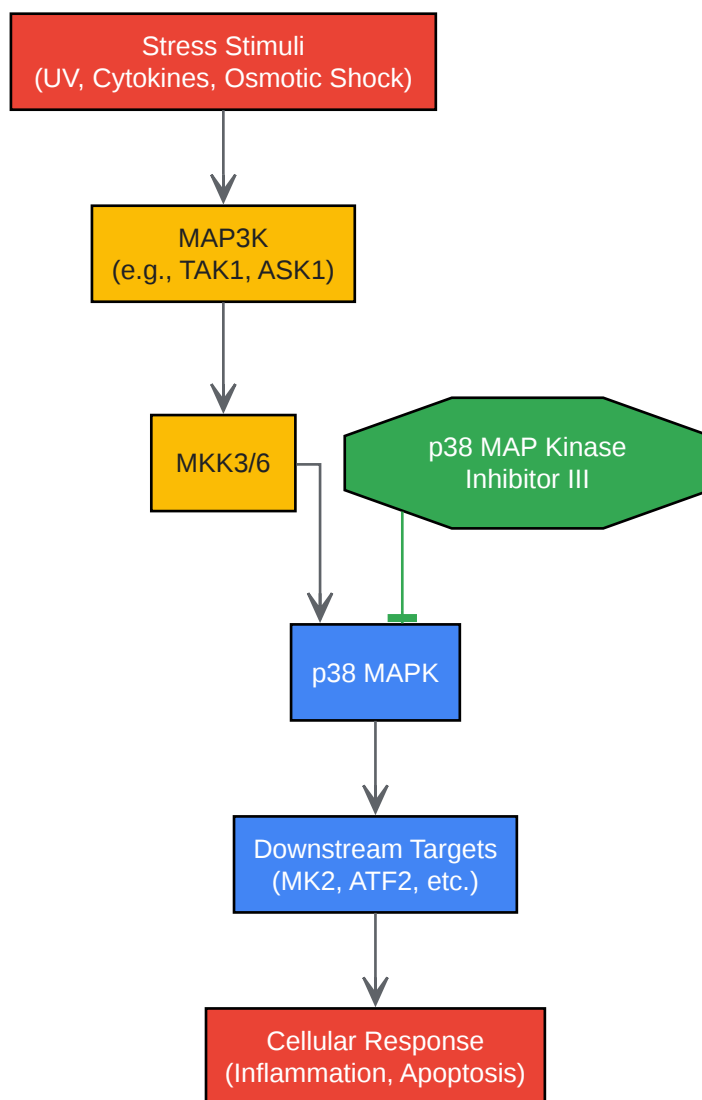 Stress Stimuli
(UV, Cytokines, Osmotic Shock)
MAP3K
(e.g., TAK1, ASK1)
MKK3/6
p38 MAP Kinase
Inhibitor III
p38 MAPK
Downstream Targets
(MK2, ATF2, etc.)
Cellular Response
(Inflammation, Apoptosis)